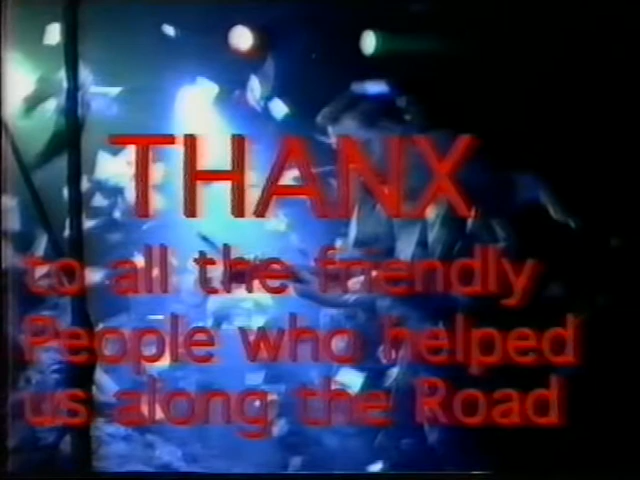 THANX
to all the friendly
People who helped
us along the Road